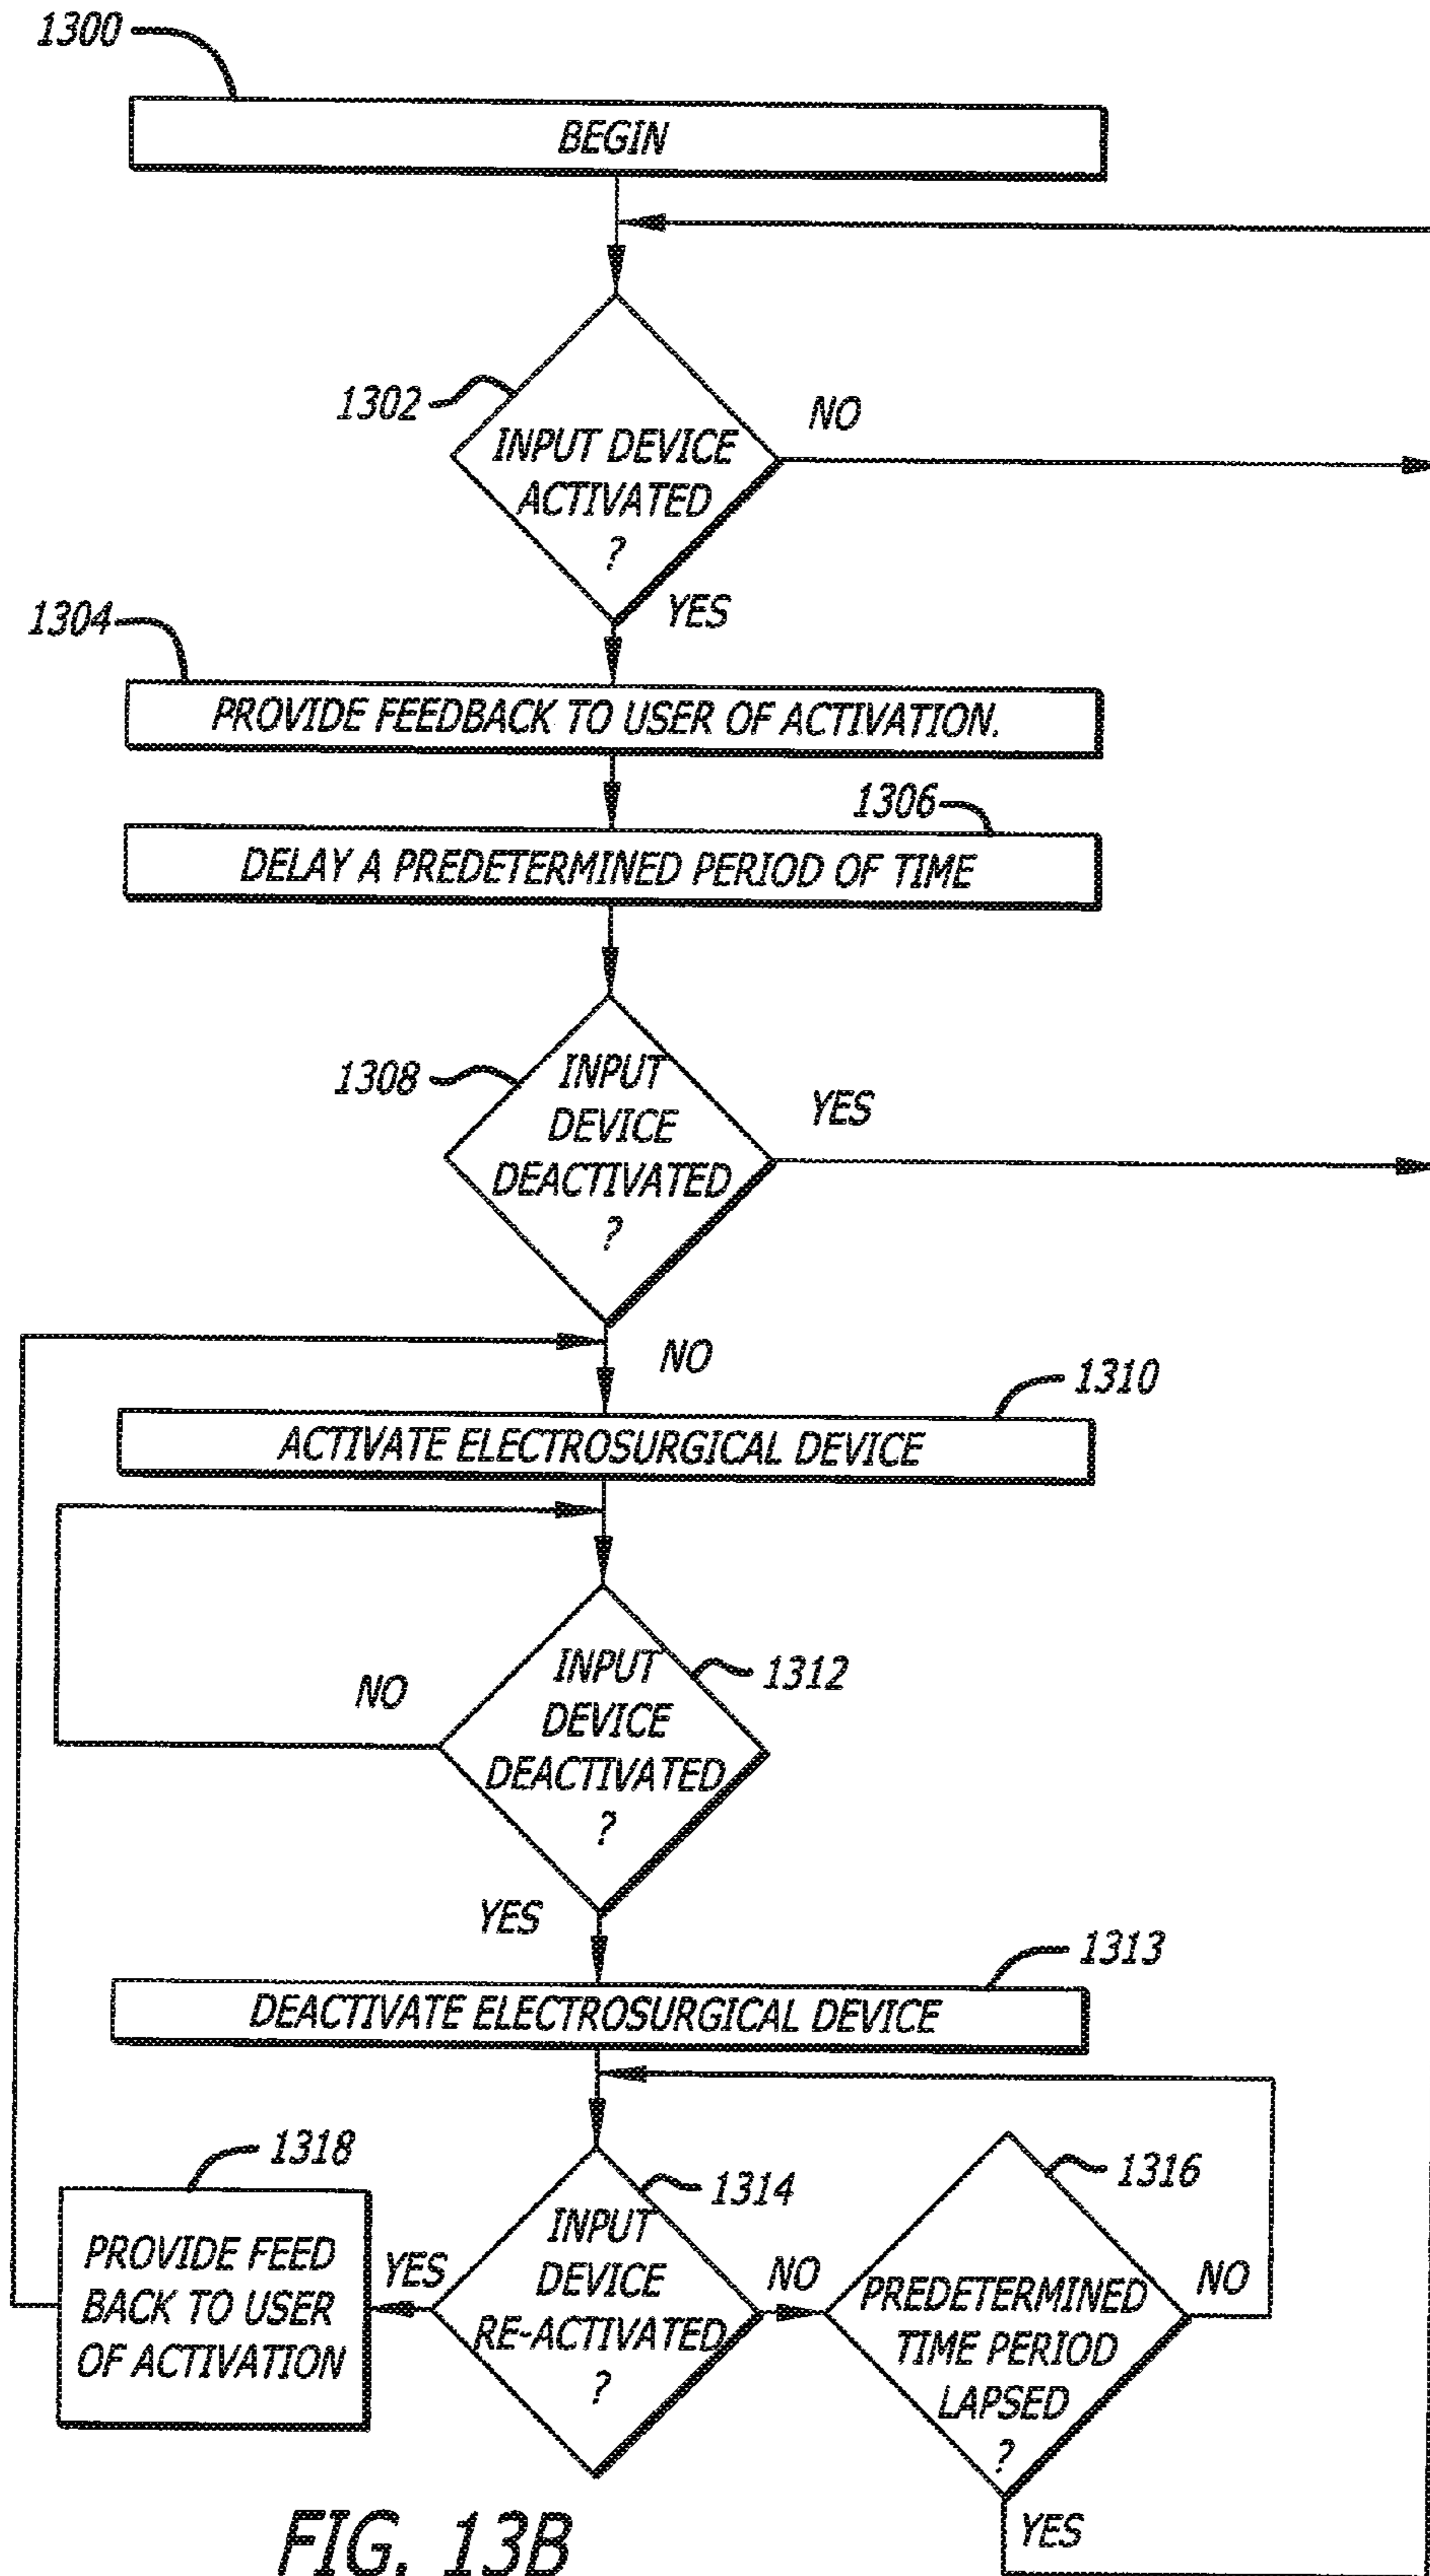 1300
BEGIN
1302
INPUT DEVICE
ACTIVATED
?
NO
YES
1304
PROVIDE FEEDBACK TO USER OF ACTIVATION.
1306
DELAY A PREDETERMINED PERIOD OF TIME
1308
INPUT
DEVICE
DEACTIVATED
?
YES
NO
1310
ACTIVATE ELECTROSURGICAL DEVICE
1312
INPUT
DEVICE
DEACTIVATED
?
NO
YES
1313
DEACTIVATE ELECTROSURGICAL DEVICE
1318
PROVIDE FEED
BACK TO USER
OF ACTIVATION
YES
1314
INPUT
DEVICE
RE-ACTIVATED
?
NO
1316
PREDETERMINED
TIME PERIOD
LAPSED
?
NO
YES
FIG. 13B